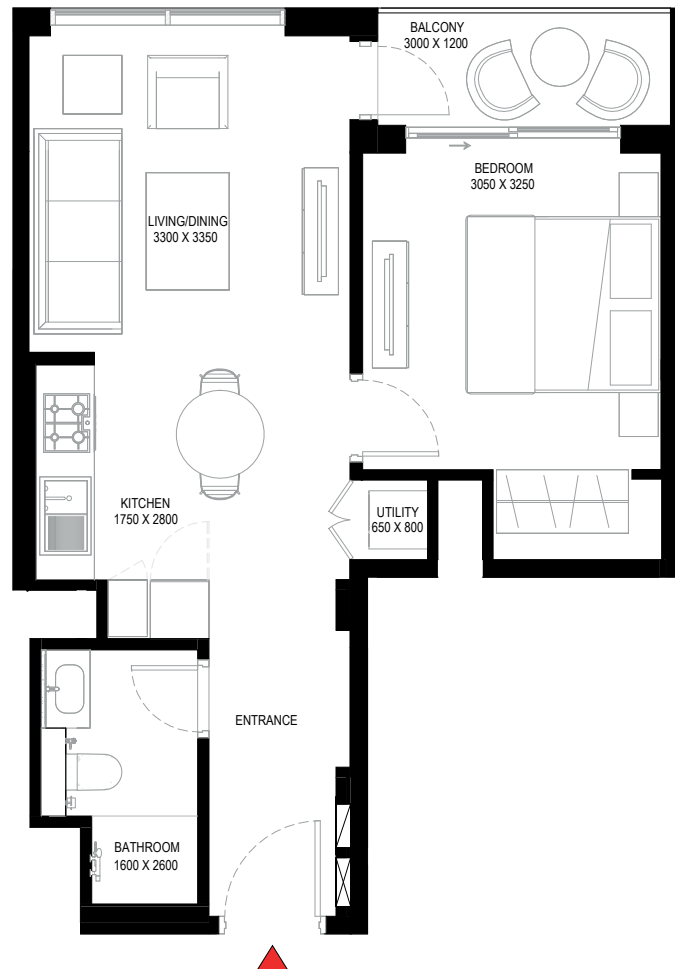 BALCONY
3000 X 1200
BEDROOM
3050 X 3250
LIVING/DINING
3300 X 3350
KITCHEN
1750 X 2800
UTILITY
650 X 800
ENTRANCE
BATHROOM
1600 X 2600